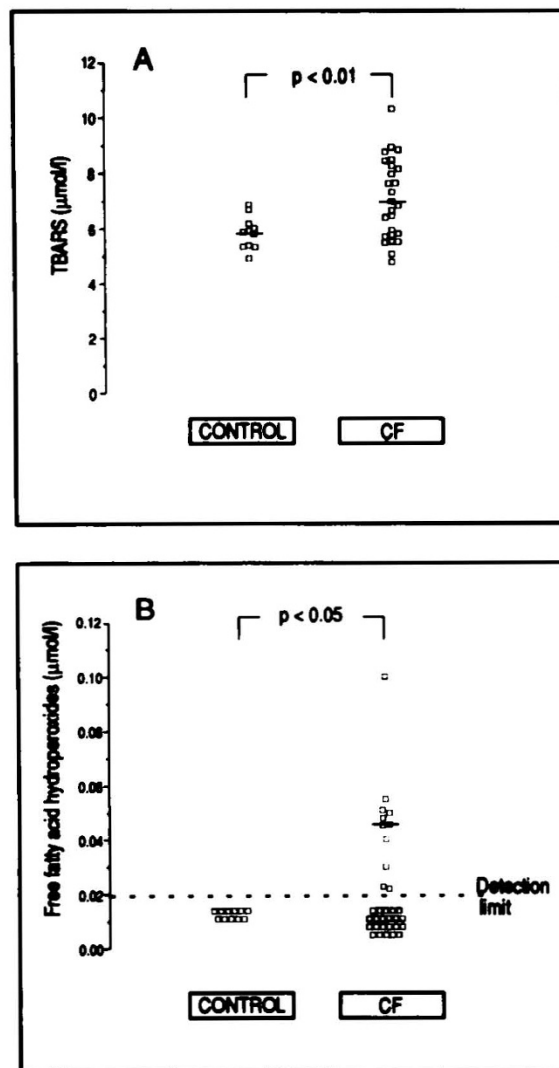 A
p < 0.01
12
10
8
6
4
2
0
TBARS (μmol/l)
CONTROL
CF
B
p < 0.05
0.12
0.10
0.08
0.06
0.04
0.02
0.00
Free fatty acid hydroperoxides (μmol/l)
Detection
limit
CONTROL
CF